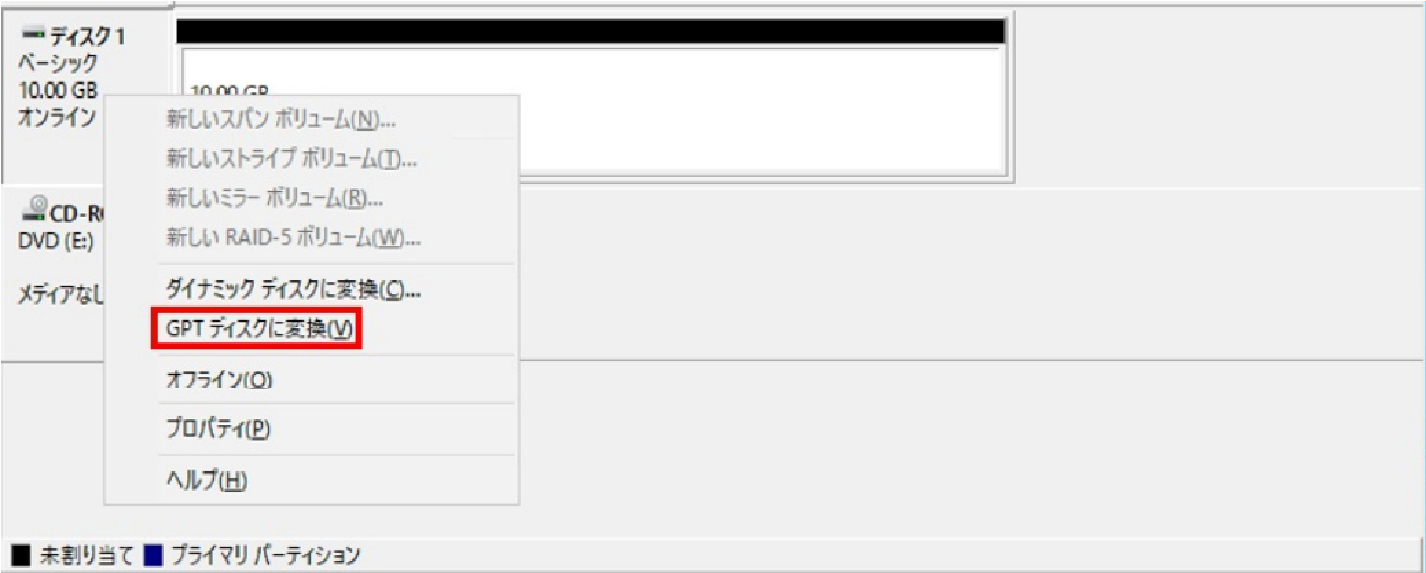 ディスク 1
ベーシック
10.00 GB
オンライン
10.00 GB
新しいスパン ボリューム(N)...
新しいストライプ ボリューム(T)...
新しいミラー ボリューム(R)...
新しい RAID-5 ボリューム(W)...
ダイナミック ディスクに変換(C)...
GPT ディスクに変換(V)
オフライン(O)
プロパティ(P)
ヘルプ(H)
CD-R
DVD (E:)
メディアなし
未割り当て プライマリ パーティション